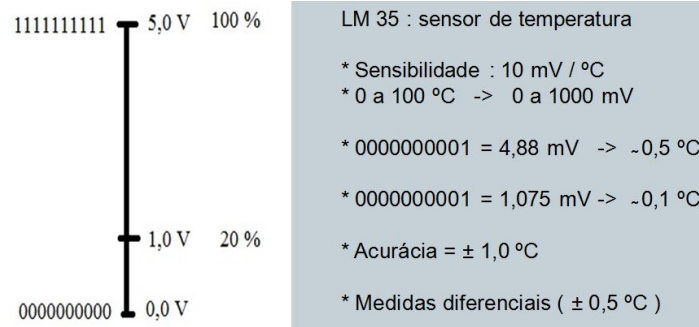 1111111111 5,0 V 100 %
1,0 V 20 %
0000000000 0,0 V
LM 35 : sensor de temperatura
* Sensibilidade : 10 mV / ºC
* 0 a 100 ºC -> 0 a 1000 mV
* 0000000001 = 4,88 mV -> ~0,5 ºC
* 0000000001 = 1,075 mV -> ~0,1 ºC
* Acurácia = ± 1,0 ºC
* Medidas diferenciais ( ± 0,5 ºC )